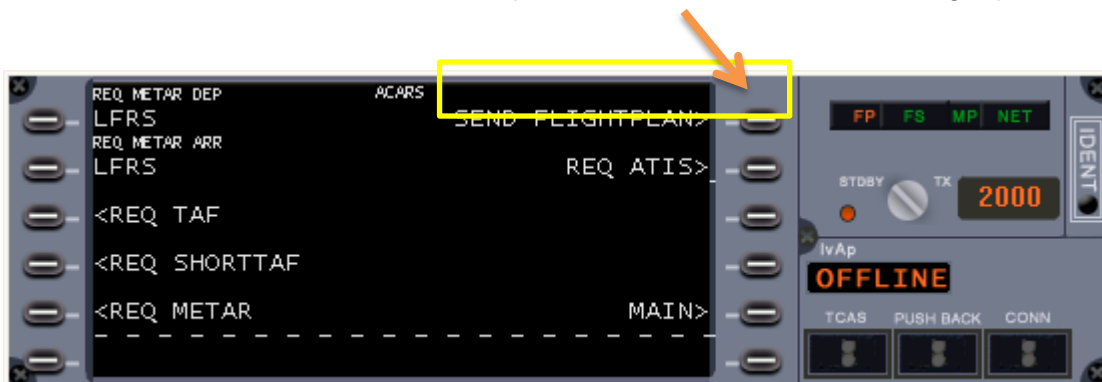 REQ METAR DEP ACARS
LFRS SEND FLIGHTPLAN>
REQ METAR ARR
LFRS REQ ATIS>
<REQ TAF
<REQ SHORTTAF
<REQ METAR MAIN>
FP FS MP NET
IDENT
STDBY TX 2000
IvAp
OFFLINE
TCAS PUSH BACK CONN